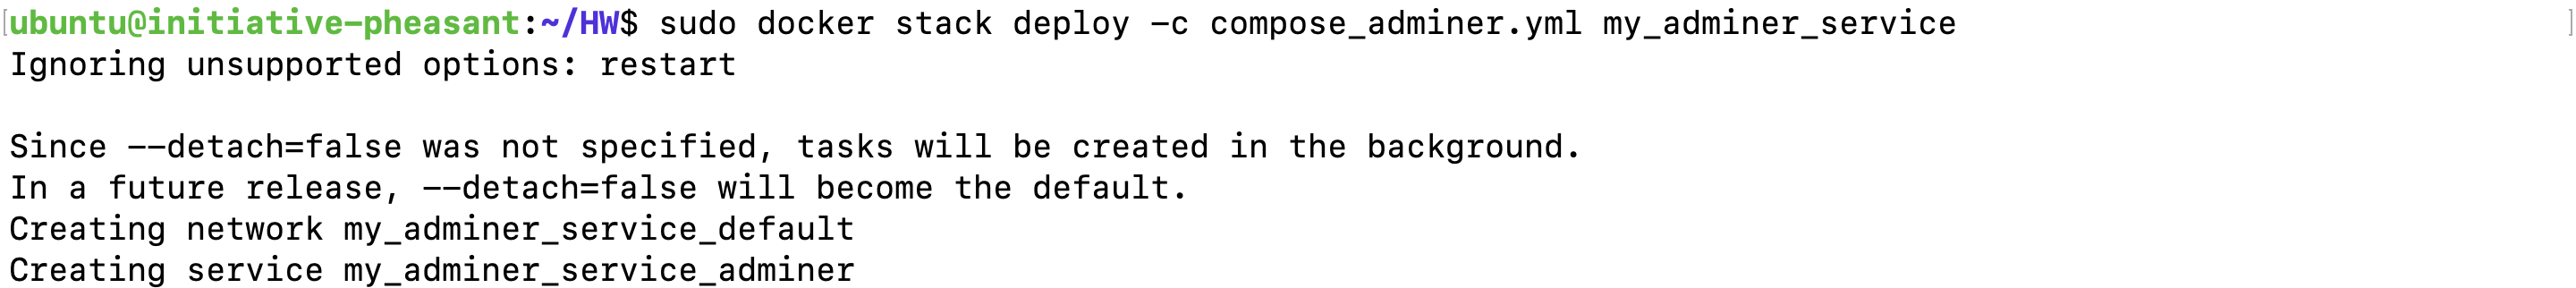 [ubuntu@initiative-pheasant:~/HW$ sudo docker stack deploy -c compose_adminer.yml my_adminer_service ]
Ignoring unsupported options: restart

Since --detach=false was not specified, tasks will be created in the background.
In a future release, --detach=false will become the default.
Creating network my_adminer_service_default
Creating service my_adminer_service_adminer